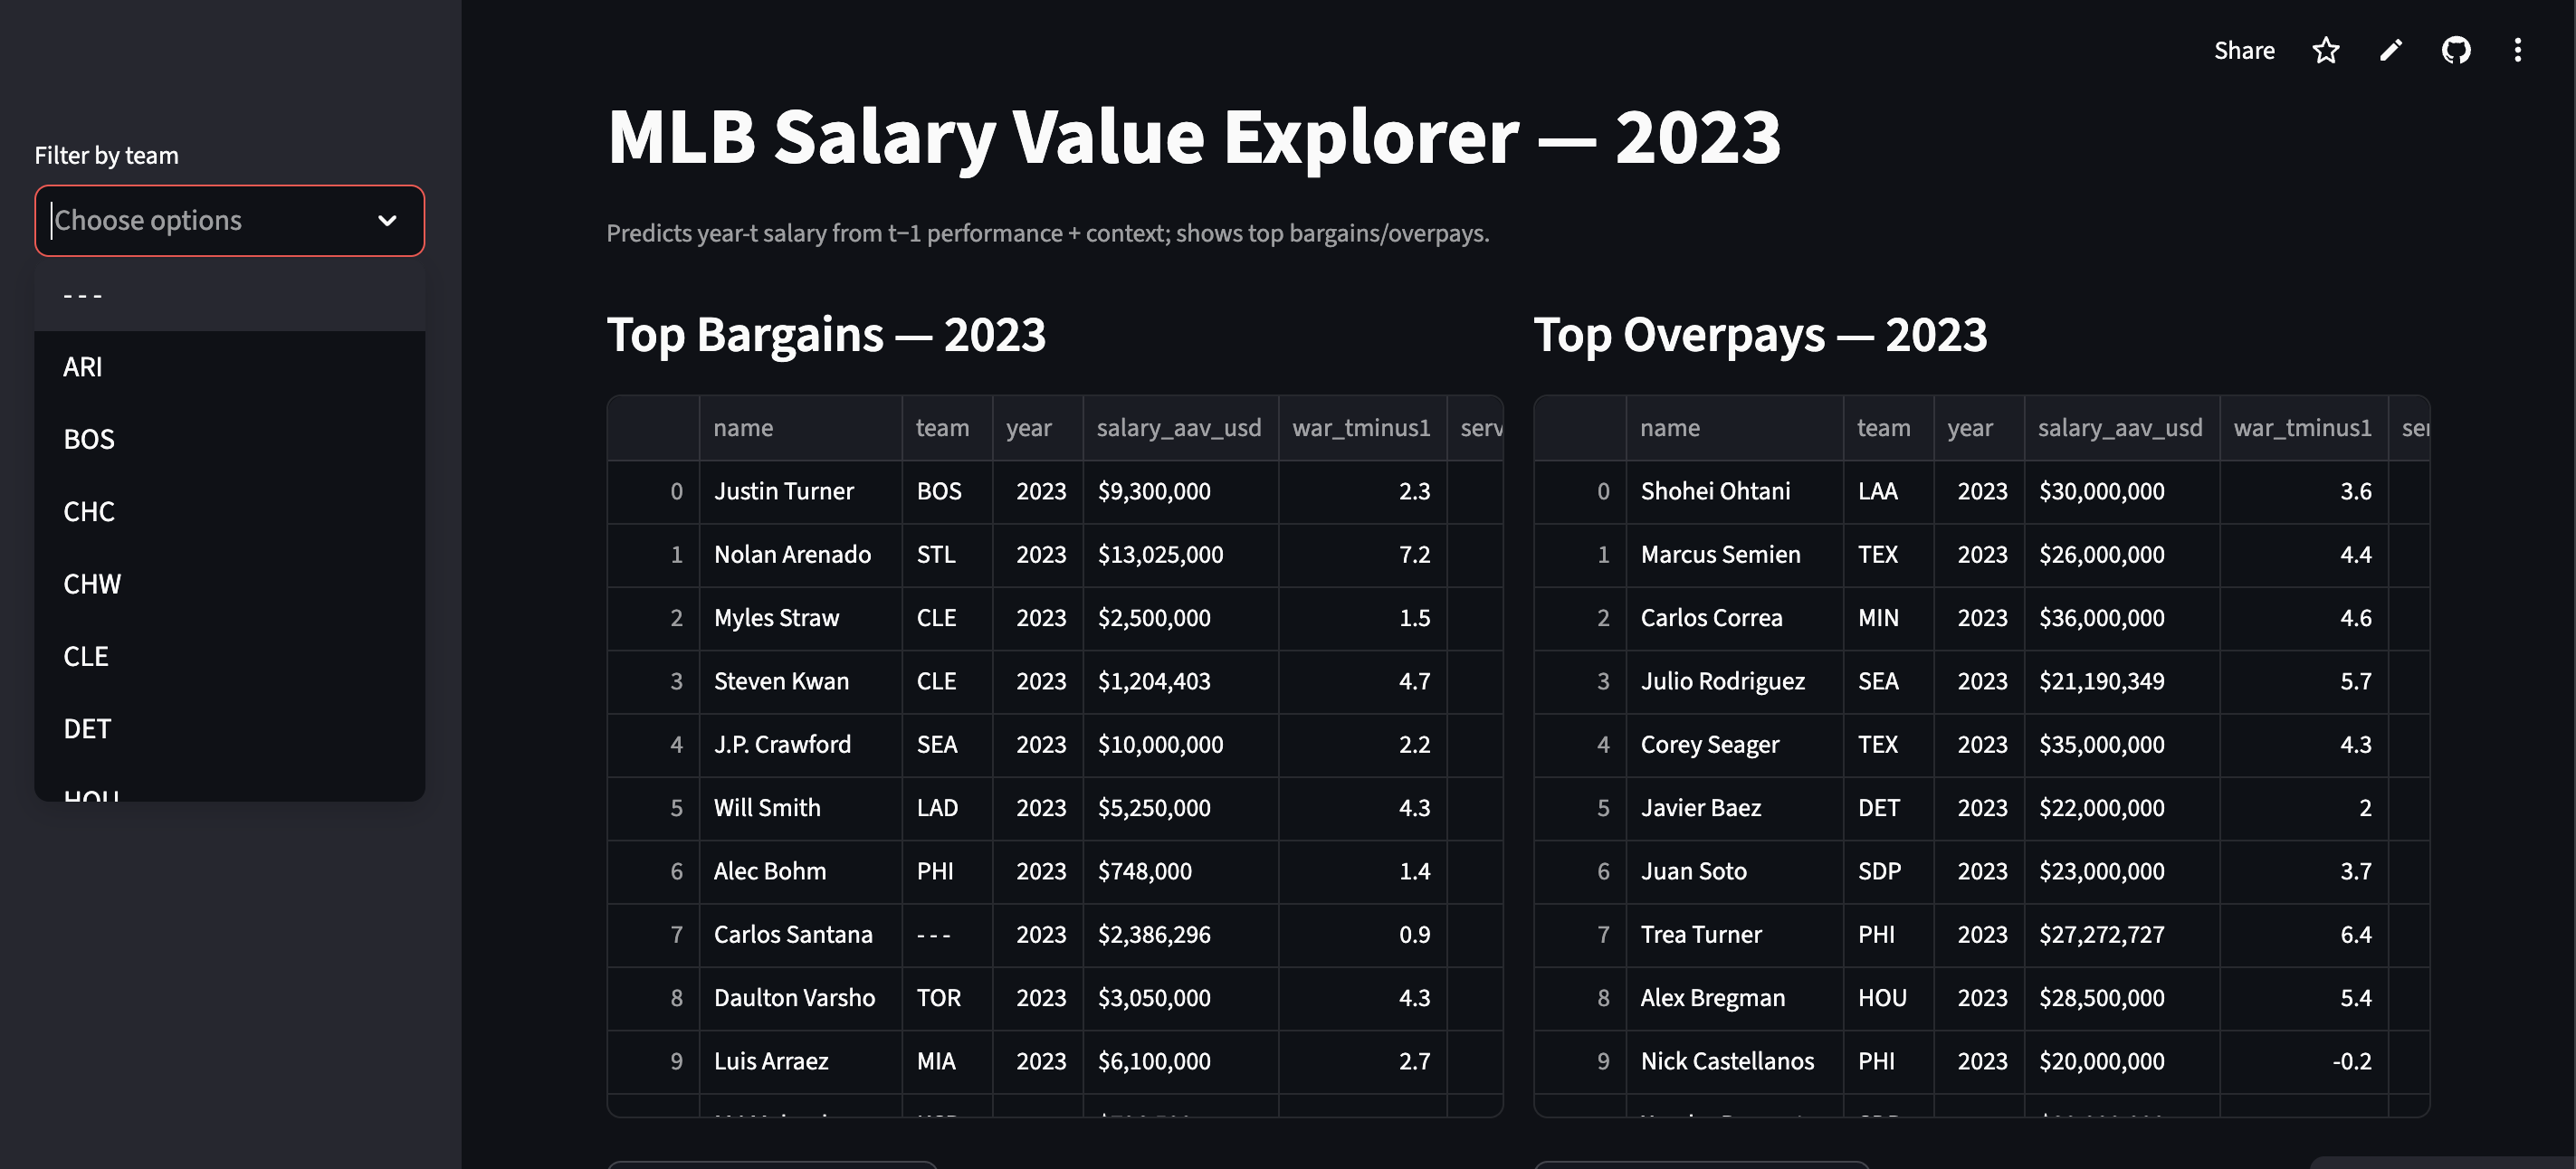 Share
Filter by team
Choose options
---
ARI
BOS
CHC
CHW
CLE
DET
HOU
MLB Salary Value Explorer — 2023
Predicts year-t salary from t−1 performance + context; shows top bargains/overpays.
Top Bargains — 2023
name team year salary_aav_usd war_tminus1 serv
0 Justin Turner BOS 2023 $9,300,000 2.3
1 Nolan Arenado STL 2023 $13,025,000 7.2
2 Myles Straw CLE 2023 $2,500,000 1.5
3 Steven Kwan CLE 2023 $1,204,403 4.7
4 J.P. Crawford SEA 2023 $10,000,000 2.2
5 Will Smith LAD 2023 $5,250,000 4.3
6 Alec Bohm PHI 2023 $748,000 1.4
7 Carlos Santana --- 2023 $2,386,296 0.9
8 Daulton Varsho TOR 2023 $3,050,000 4.3
9 Luis Arraez MIA 2023 $6,100,000 2.7
Top Overpays — 2023
name team year salary_aav_usd war_tminus1 ser
0 Shohei Ohtani LAA 2023 $30,000,000 3.6
1 Marcus Semien TEX 2023 $26,000,000 4.4
2 Carlos Correa MIN 2023 $36,000,000 4.6
3 Julio Rodriguez SEA 2023 $21,190,349 5.7
4 Corey Seager TEX 2023 $35,000,000 4.3
5 Javier Baez DET 2023 $22,000,000 2
6 Juan Soto SDP 2023 $23,000,000 3.7
7 Trea Turner PHI 2023 $27,272,727 6.4
8 Alex Bregman HOU 2023 $28,500,000 5.4
9 Nick Castellanos PHI 2023 $20,000,000 -0.2